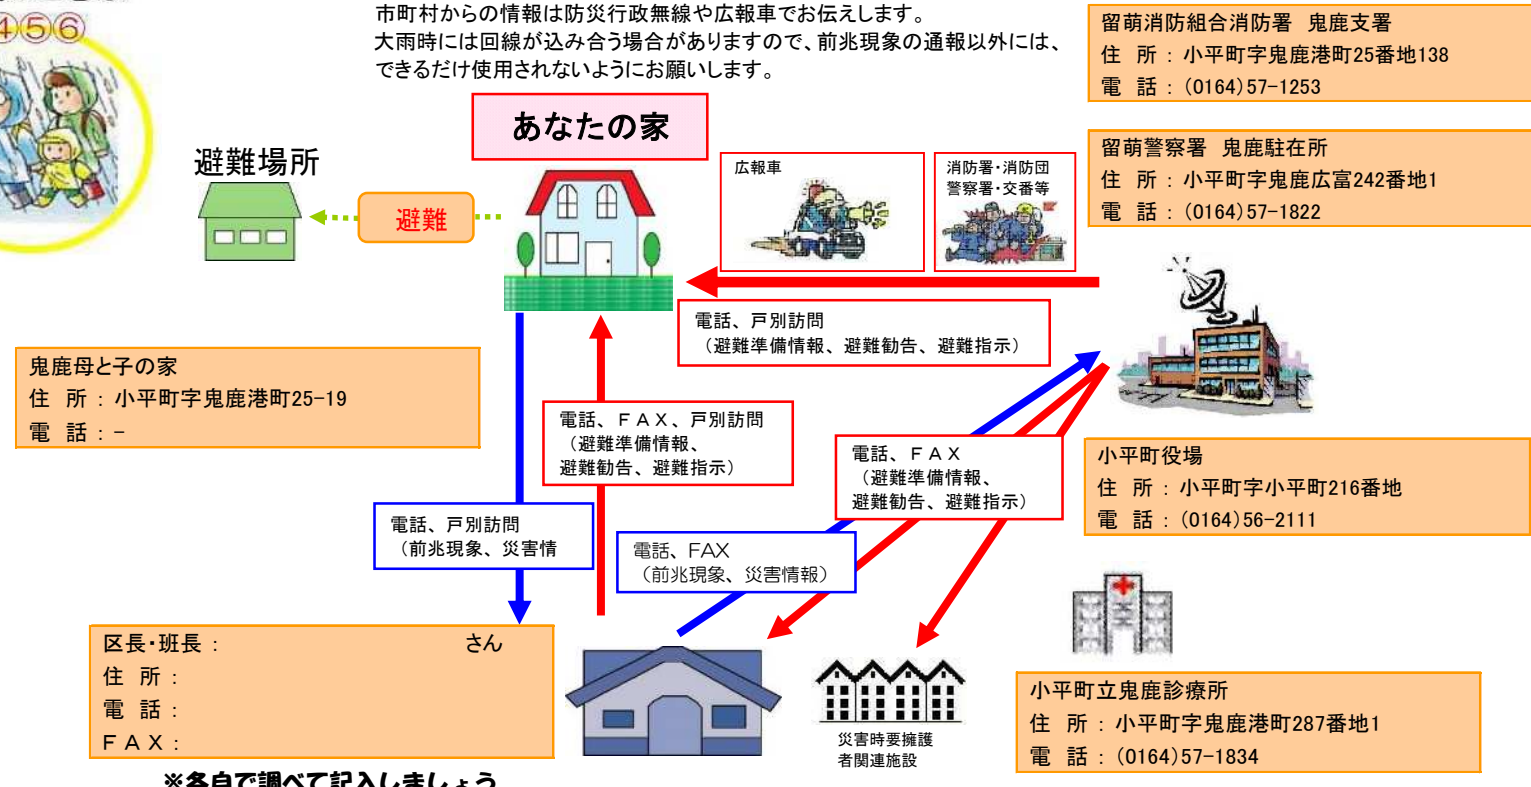 ④⑤⑥
市町村からの情報は防災行政無線や広報車でお伝えします。
大雨時には回線が込み合う場合がありますので、前兆現象の通報以外には、
できるだけ使用されないようにお願いします。
留萌消防組合消防署 鬼鹿支署
住 所 : 小平町字鬼鹿港町25番地138
電 話 : (0164)57-1253
あなたの家
避難場所
避難
広報車
消防署・消防団
警察署・交番等
留萌警察署 鬼鹿駐在所
住 所 : 小平町字鬼鹿広富242番地1
電 話 : (0164)57-1822
電話、戸別訪問
(避難準備情報、避難勧告、避難指示)
鬼鹿母と子の家
住 所 : 小平町字鬼鹿港町25-19
電 話 : -
電話、FAX、戸別訪問
(避難準備情報、
避難勧告、避難指示)
電話、FAX
(避難準備情報、
避難勧告、避難指示)
小平町役場
住 所 : 小平町字小平町216番地
電 話 : (0164)56-2111
電話、戸別訪問
(前兆現象、災害情
電話、FAX
(前兆現象、災害情報)
区長・班長 : さん
住 所 :
電 話 :
FAX :
災害時要擁護
者関連施設
小平町立鬼鹿診療所
住 所 : 小平町字鬼鹿港町287番地1
電 話 : (0164)57-1834
※各自で調べて記入しましょう